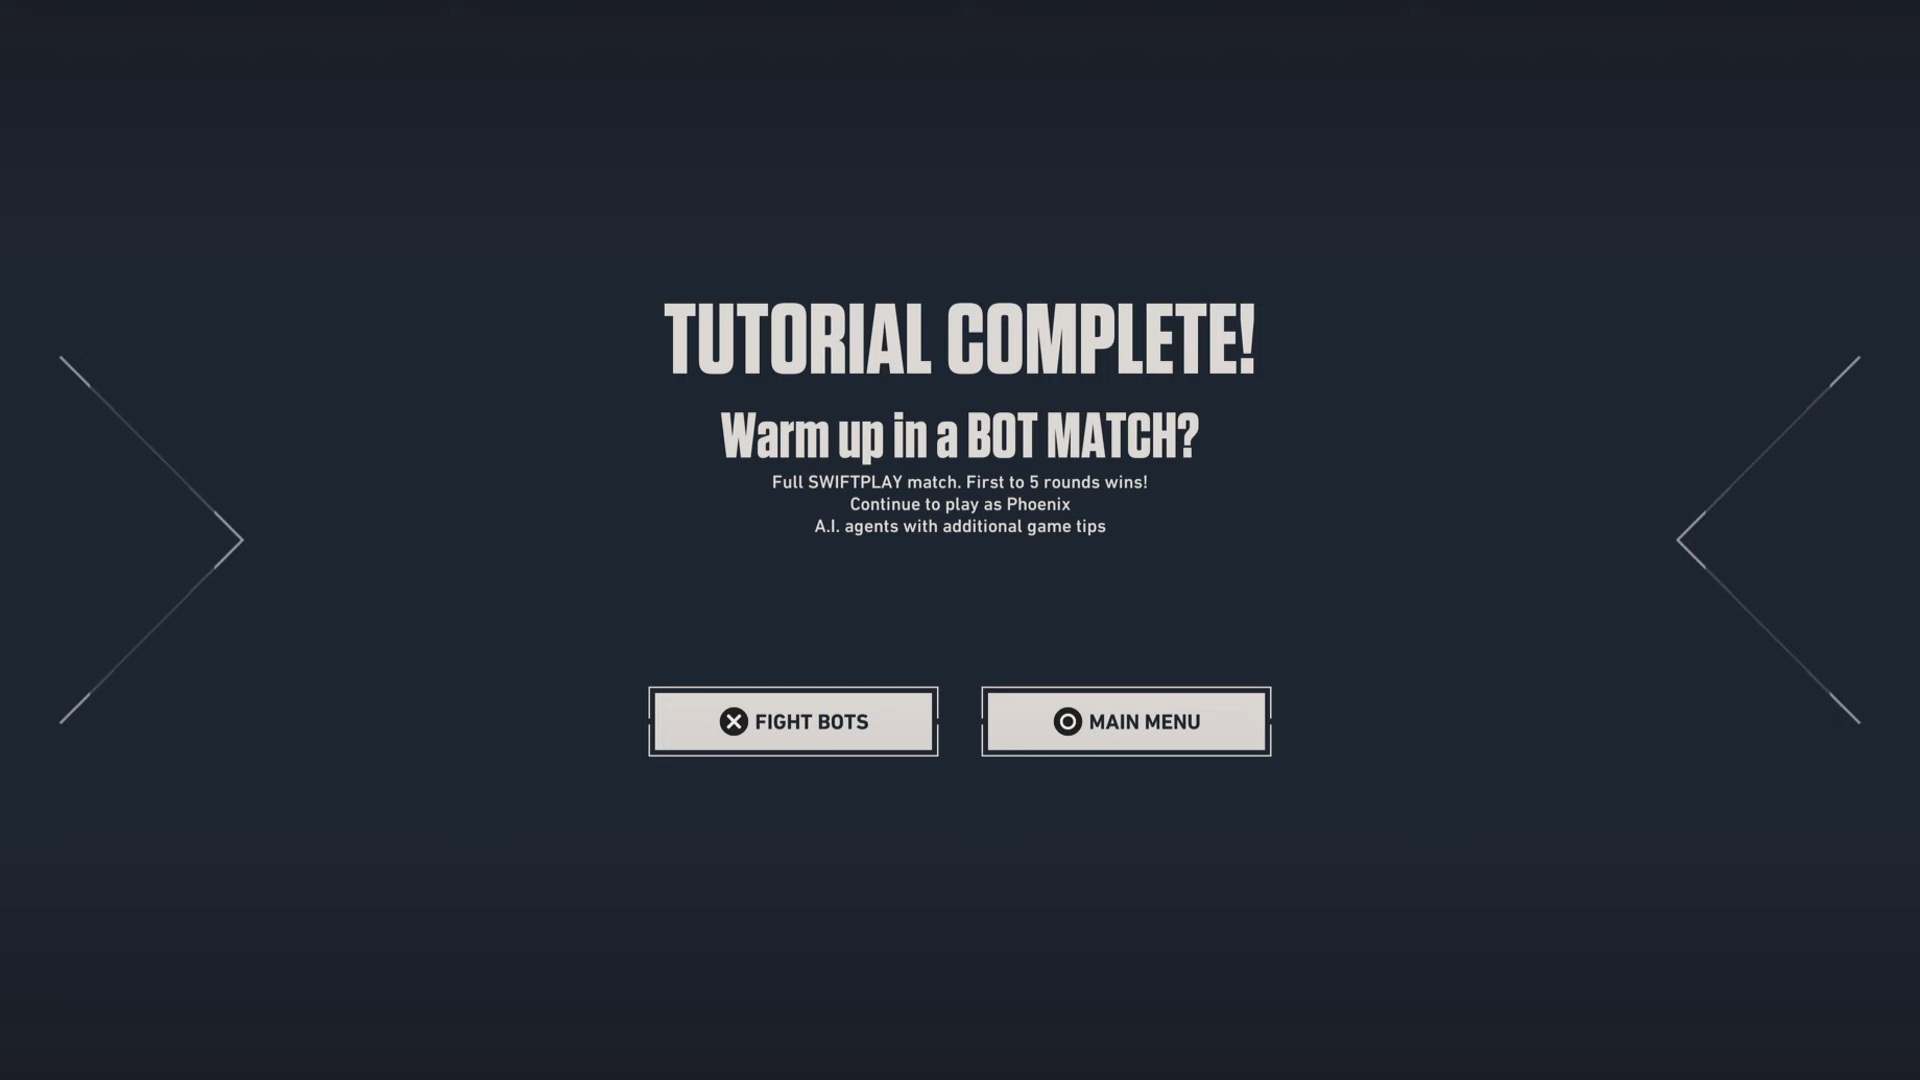 TUTORIAL COMPLETE!
Warm up in a BOT MATCH?
Full SWIFTPLAY match. First to 5 rounds wins!
Continue to play as Phoenix
A.I. agents with additional game tips
FIGHT BOTS
MAIN MENU